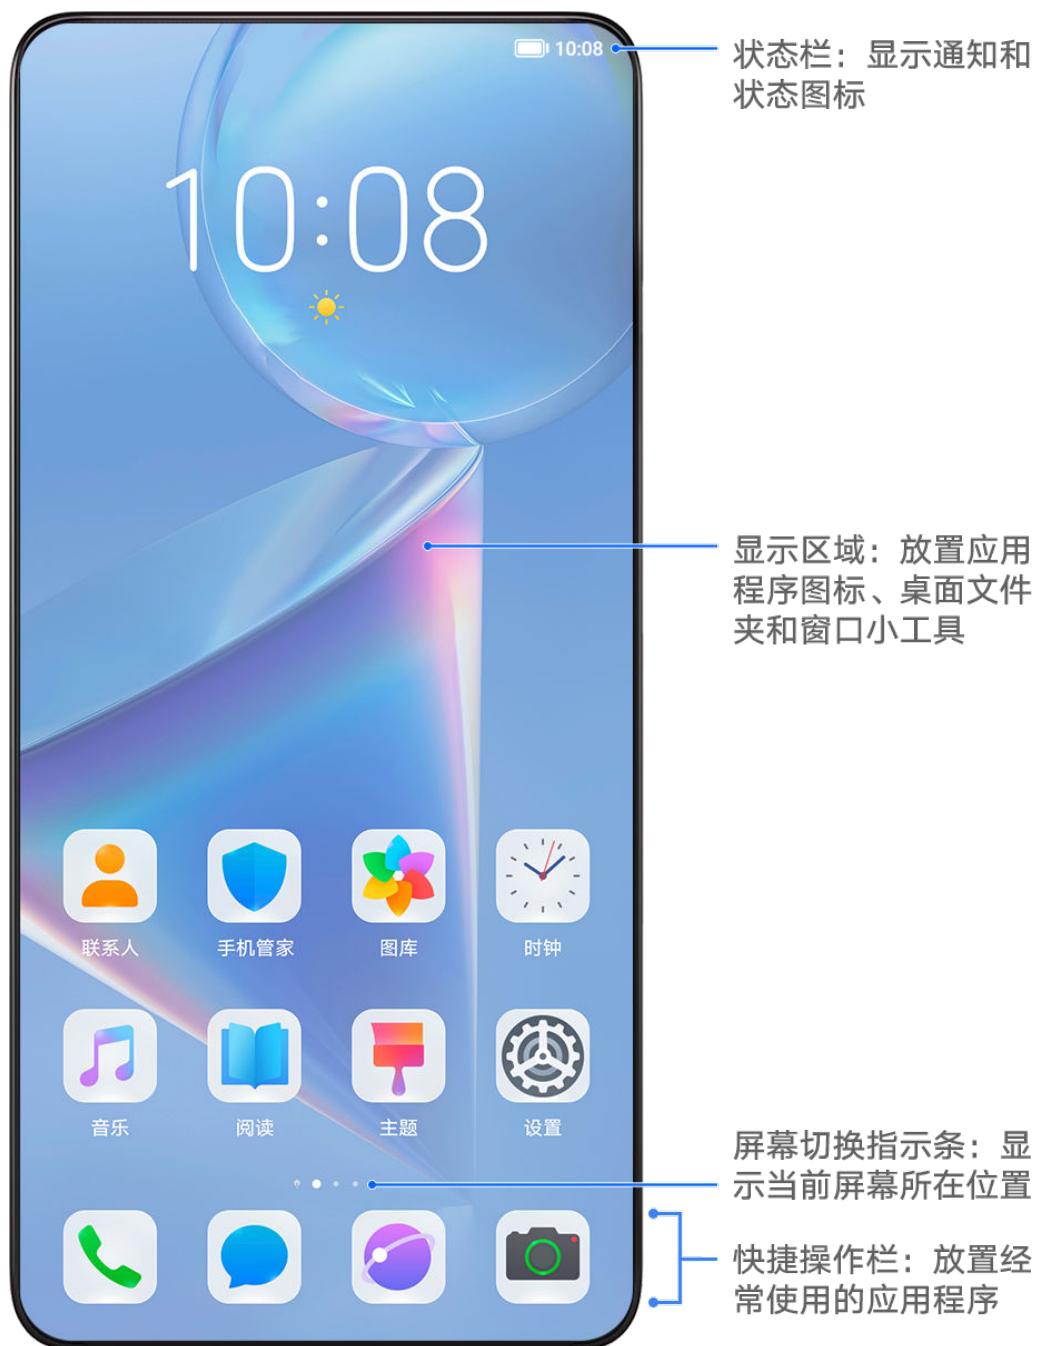 10:08
状态栏：显示通知和
状态图标
10:08
显示区域：放置应用
程序图标、桌面文件
夹和窗口小工具
联系人 手机管家 图库 时钟
音乐 阅读 主题 设置
屏幕切换指示条：显
示当前屏幕所在位置
快捷操作栏：放置经
常使用的应用程序